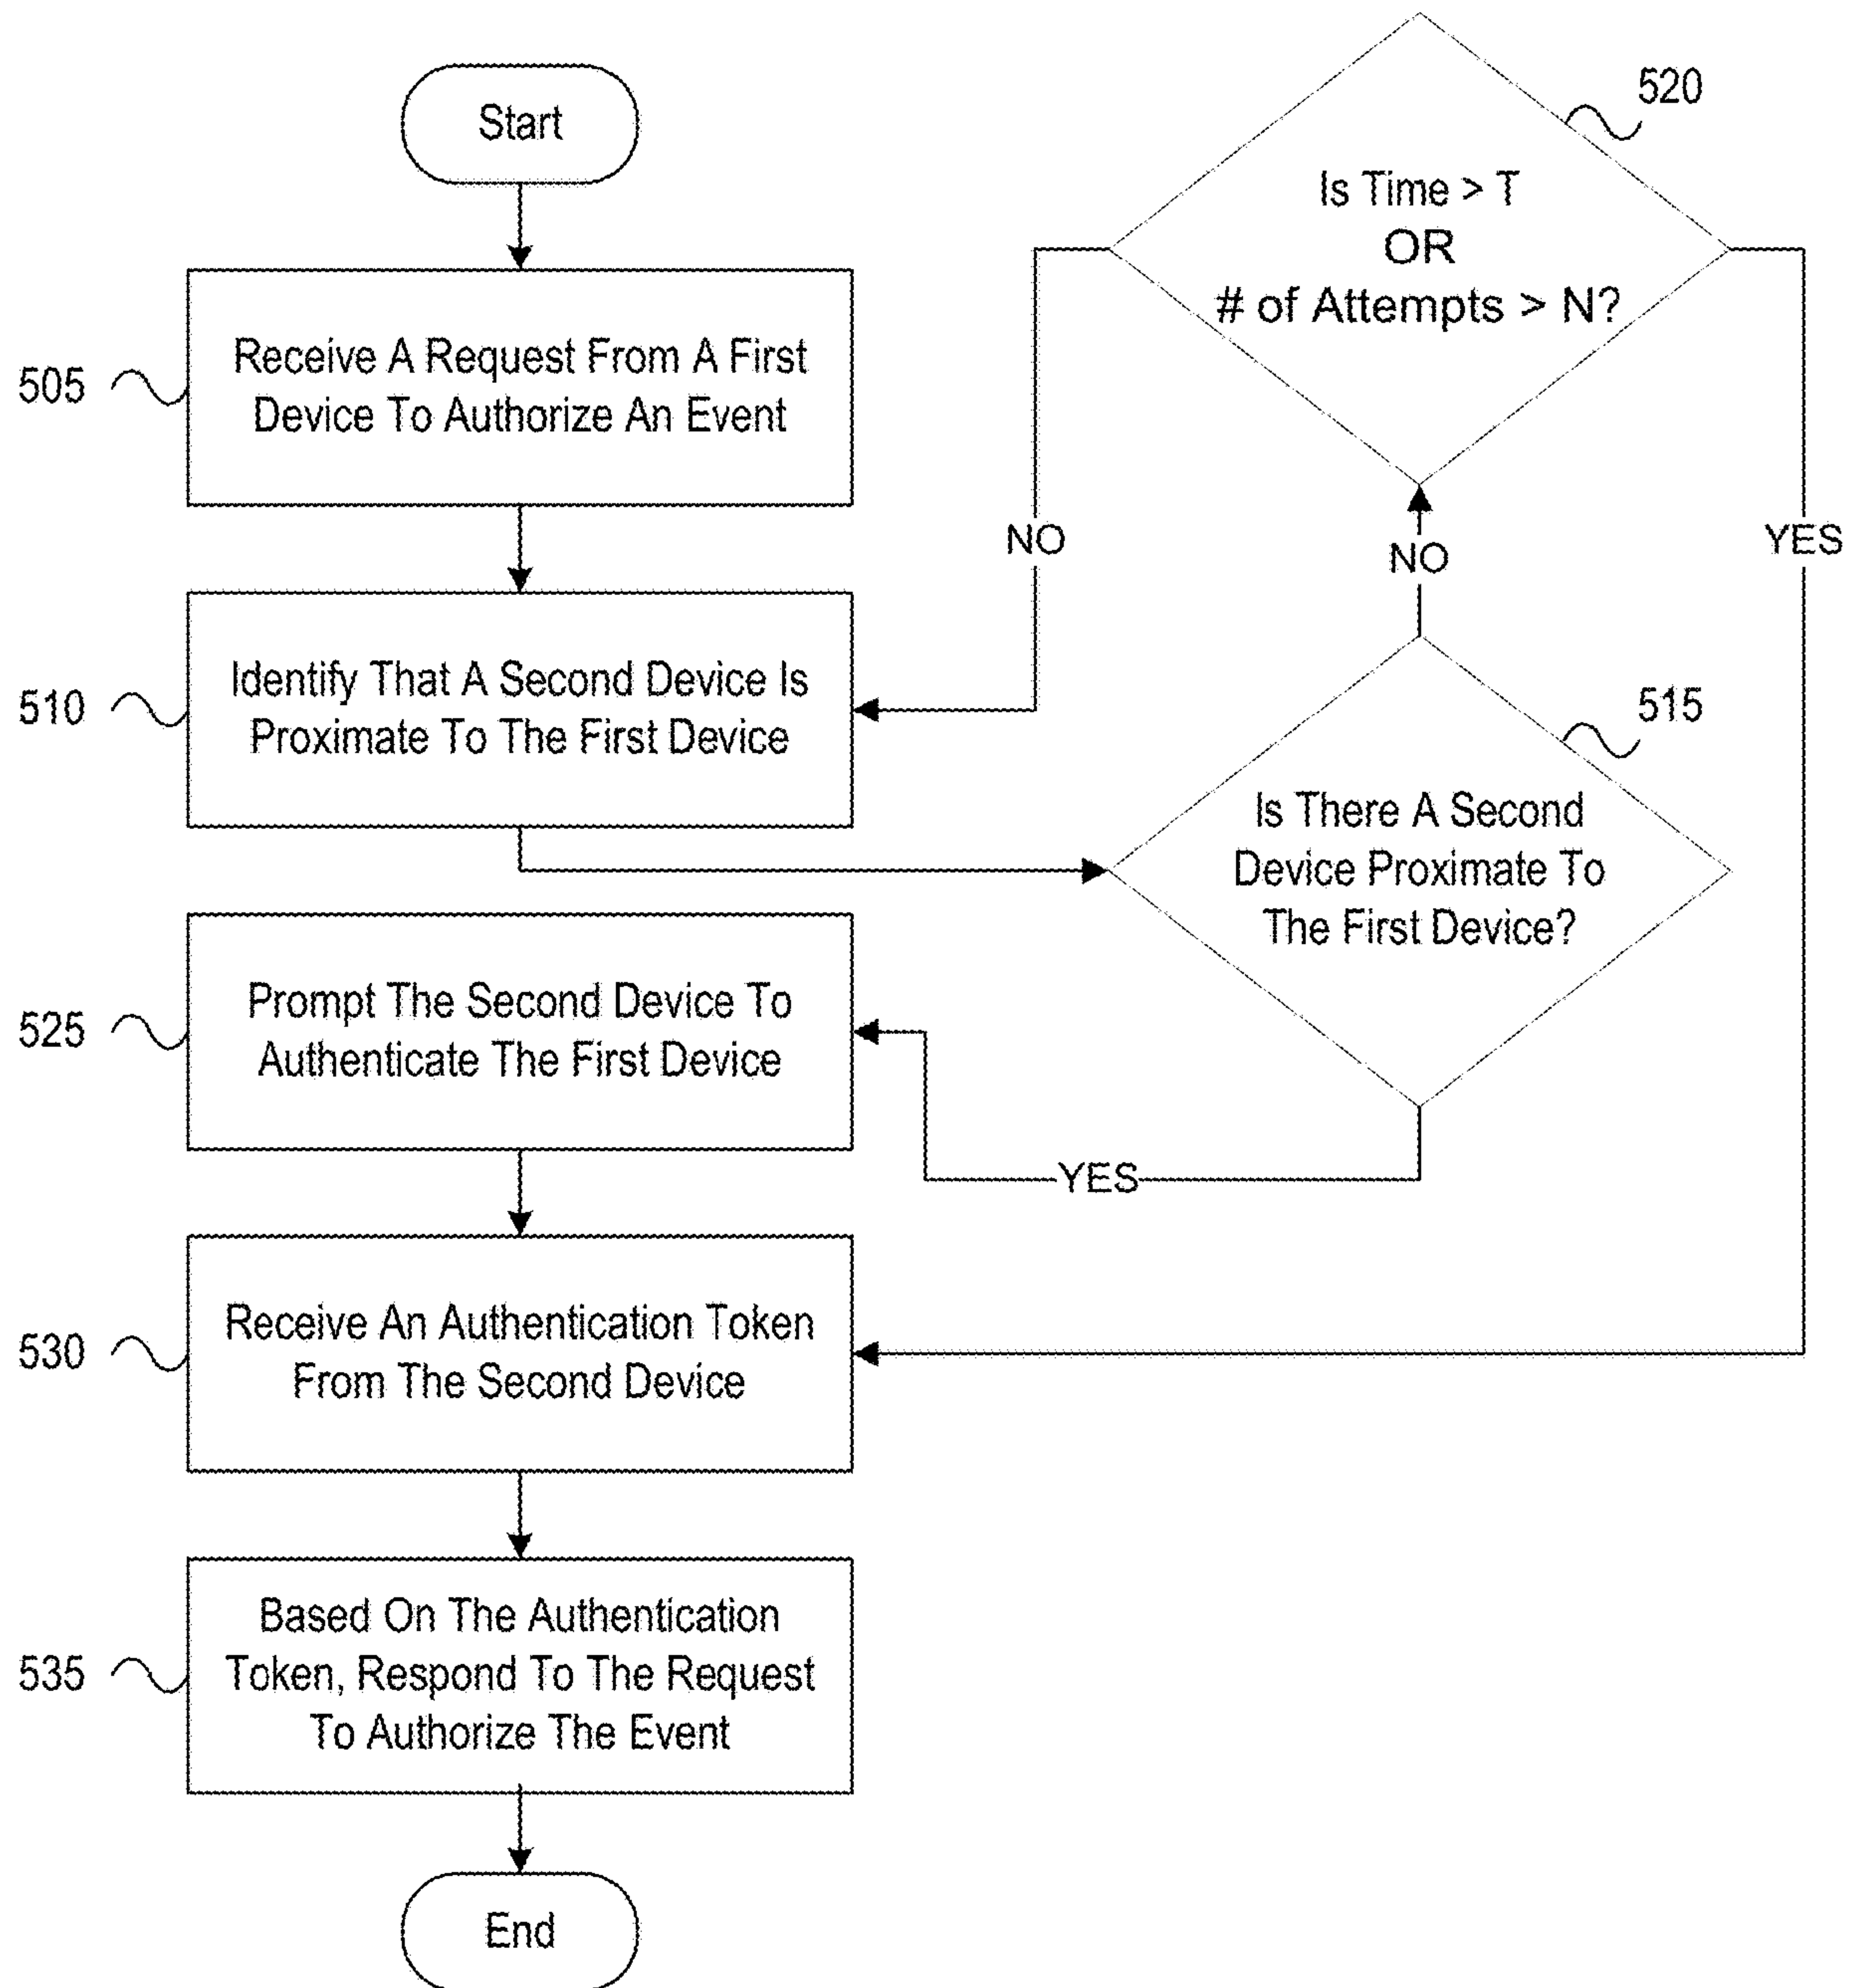 Start
505
Receive A Request From A First
Device To Authorize An Event
510
Identify That A Second Device Is
Proximate To The First Device
520
Is Time > T
OR
# of Attempts > N?
NO
NO
YES
515
Is There A Second
Device Proximate To
The First Device?
YES
525
Prompt The Second Device To
Authenticate The First Device
530
Receive An Authentication Token
From The Second Device
535
Based On The Authentication
Token, Respond To The Request
To Authorize The Event
End